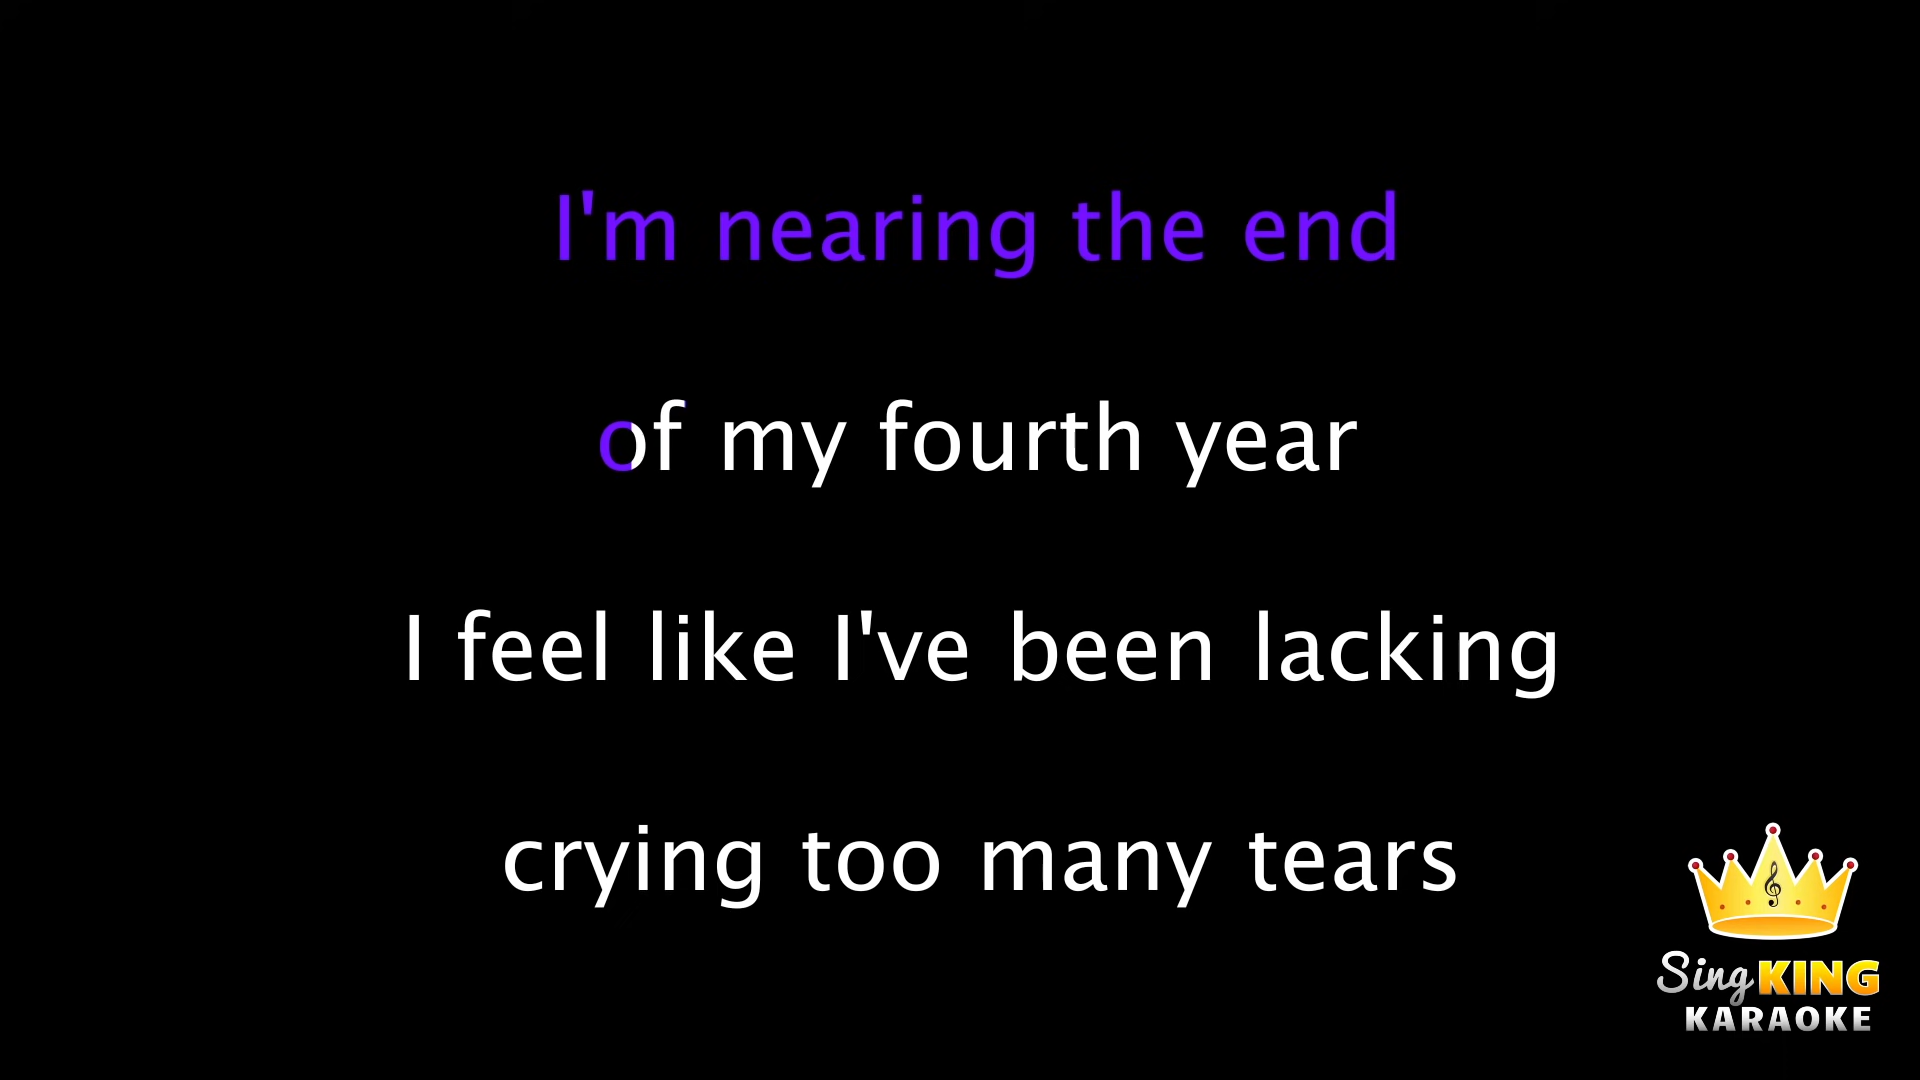 I'm nearing the end
of my fourth year
I feel like I've been lacking
crying too many tears
Sing KING
KARAOKE